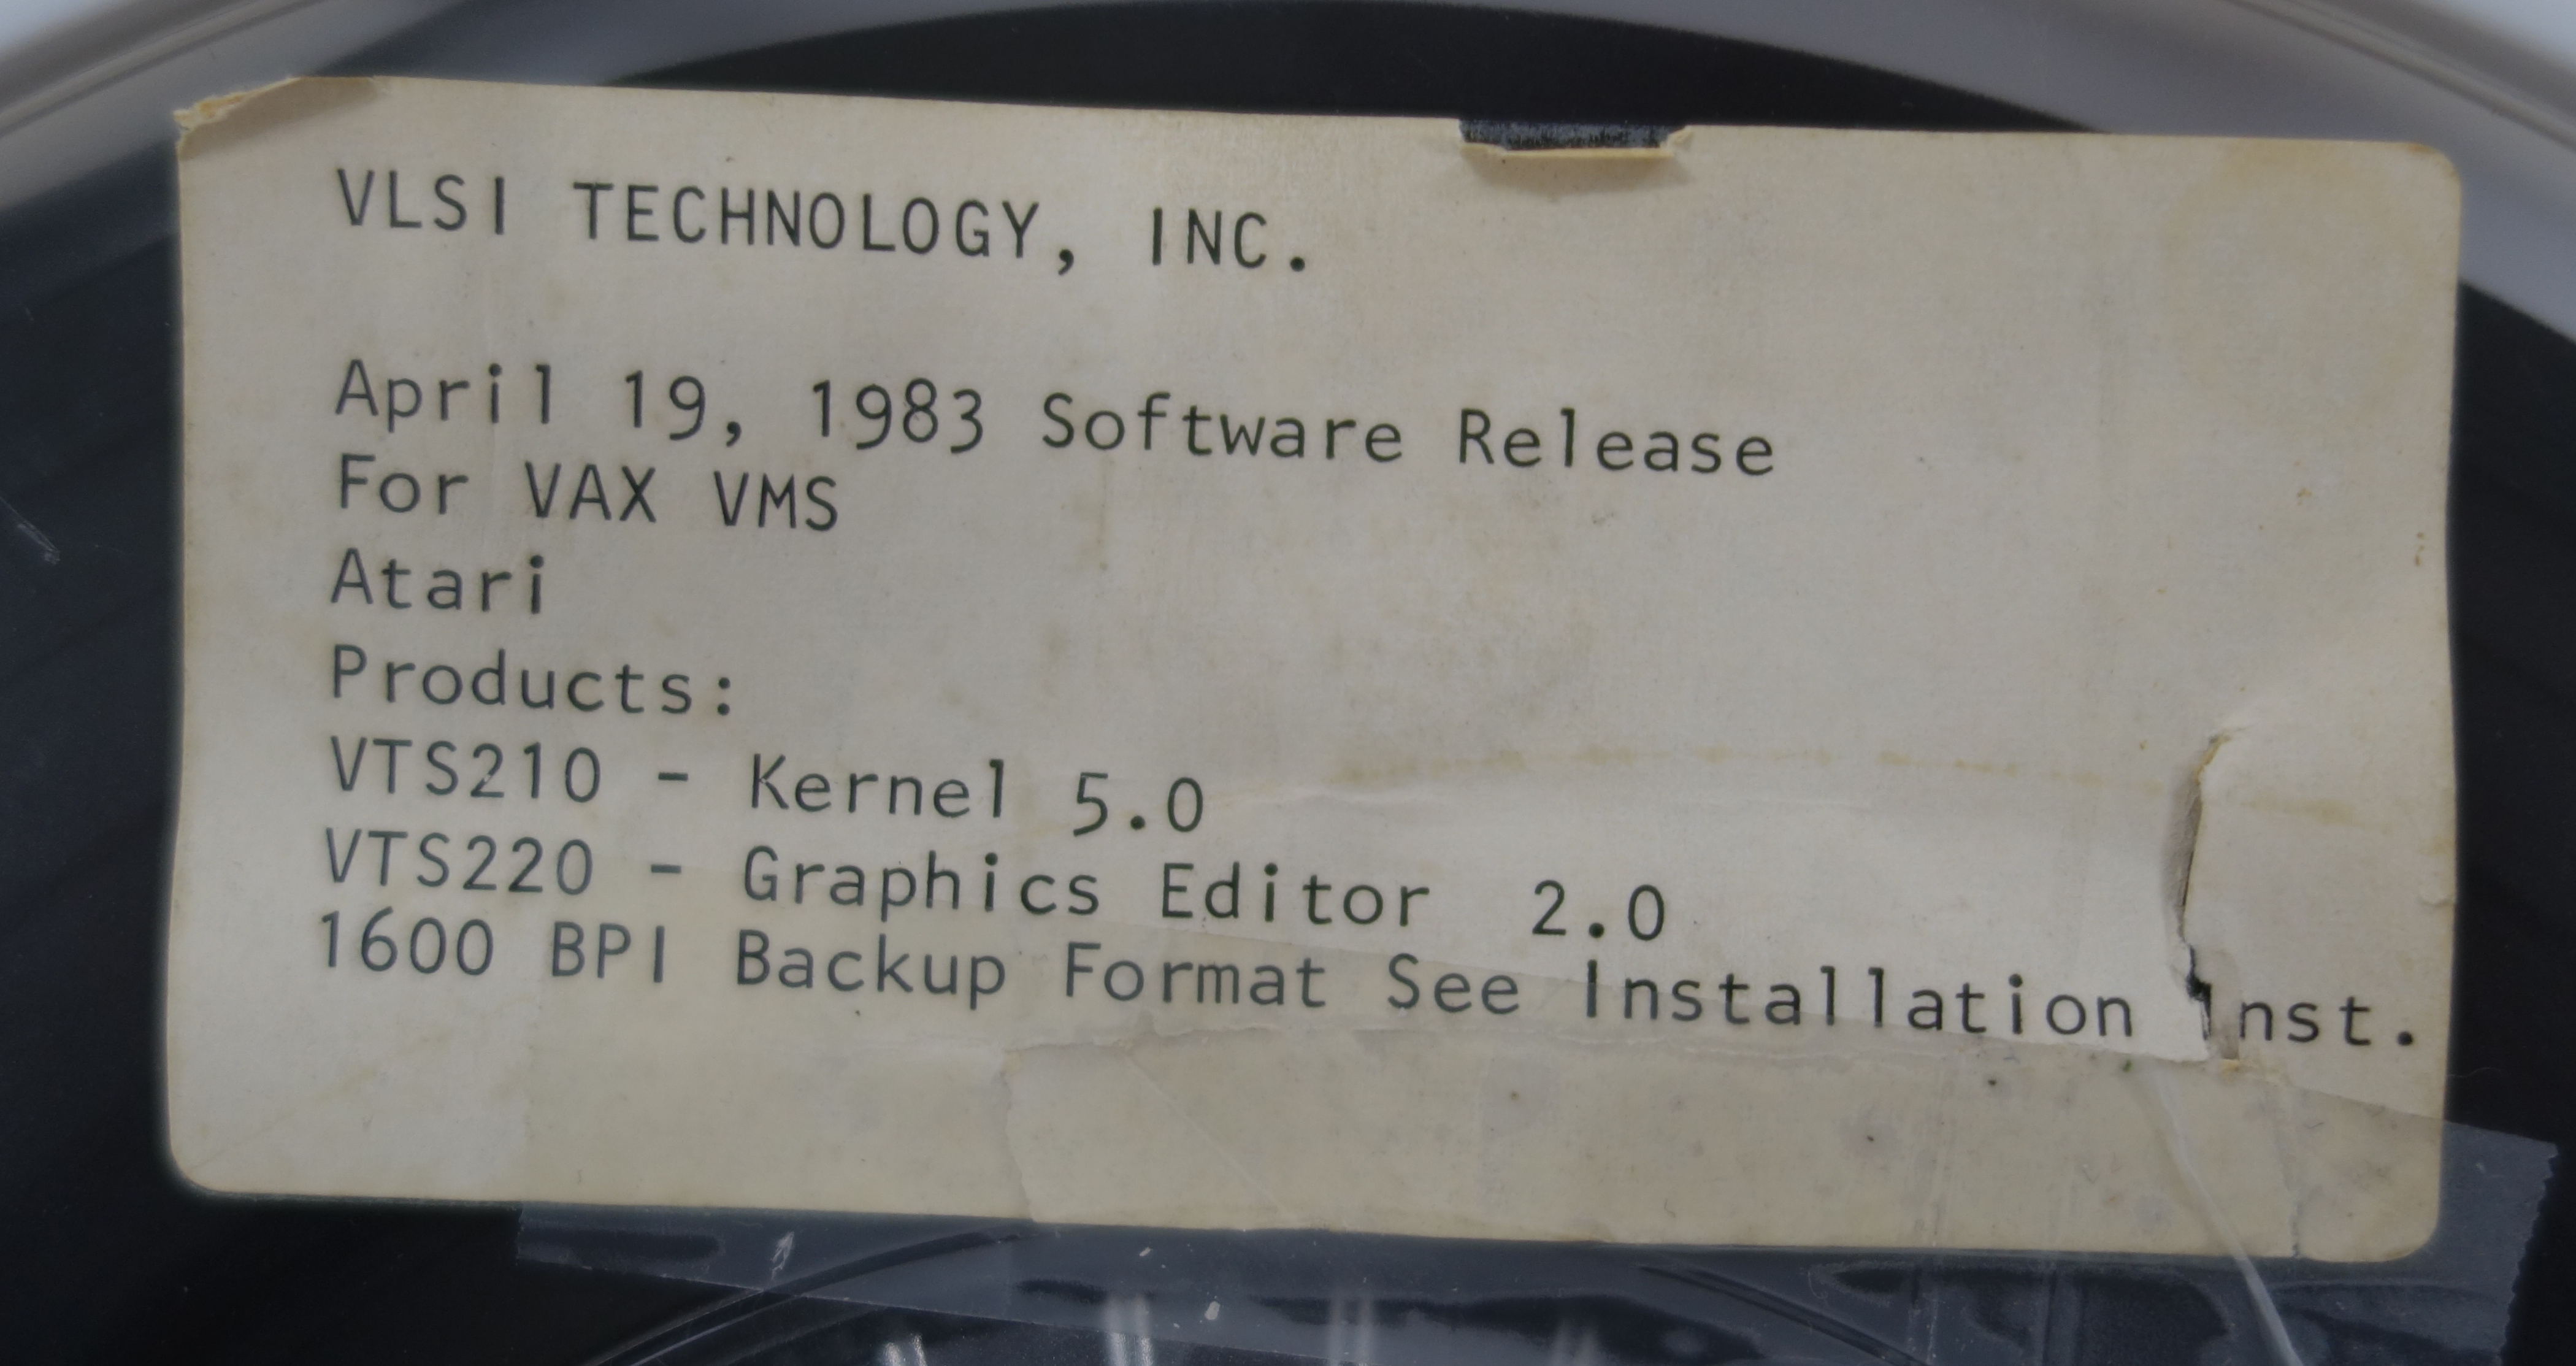 VLSI TECHNOLOGY, INC.
April 19, 1983 Software Release
For VAX VMS
Atari
Products:
VTS210 - Kernel 5.0
VTS220 - Graphics Editor 2.0
1600 BPI Backup Format See Installation Inst.